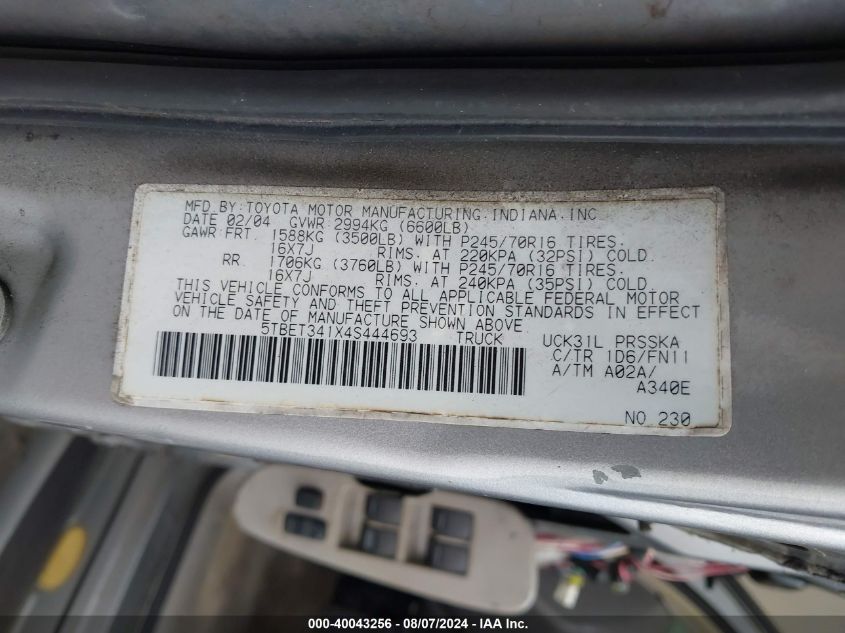 MFD BY:TOYOTA MOTOR MANUFACTURING.INDIANA.INC
DATE 02/04 GVWR 2994KG (6600LB)
GAWR:FRT. 1588KG (3500LB) WITH P245/70R16 TIRES.
16X7J RIMS. AT 220KPA (32PSI) COLD.
RR 1706KG (3760LB) WITH P245/70R16 TIRES.
16X7J RIMS. AT 240KPA (35PSI) COLD.
THIS VEHICLE CONFORMS TO ALL APPLICABLE FEDERAL MOTOR
VEHICLE SAFETY AND THEFT PREVENTION STANDARDS IN EFFECT
ON THE DATE OF MANUFACTURE SHOWN ABOVE.
5TBET341X4S444693 TRUCK UCK31L PRSSKA
C/TR 1D6/FN11
A/TM A02A/
A340E
NO 230
000-40043256 - 08/07/2024 - IAAI.com